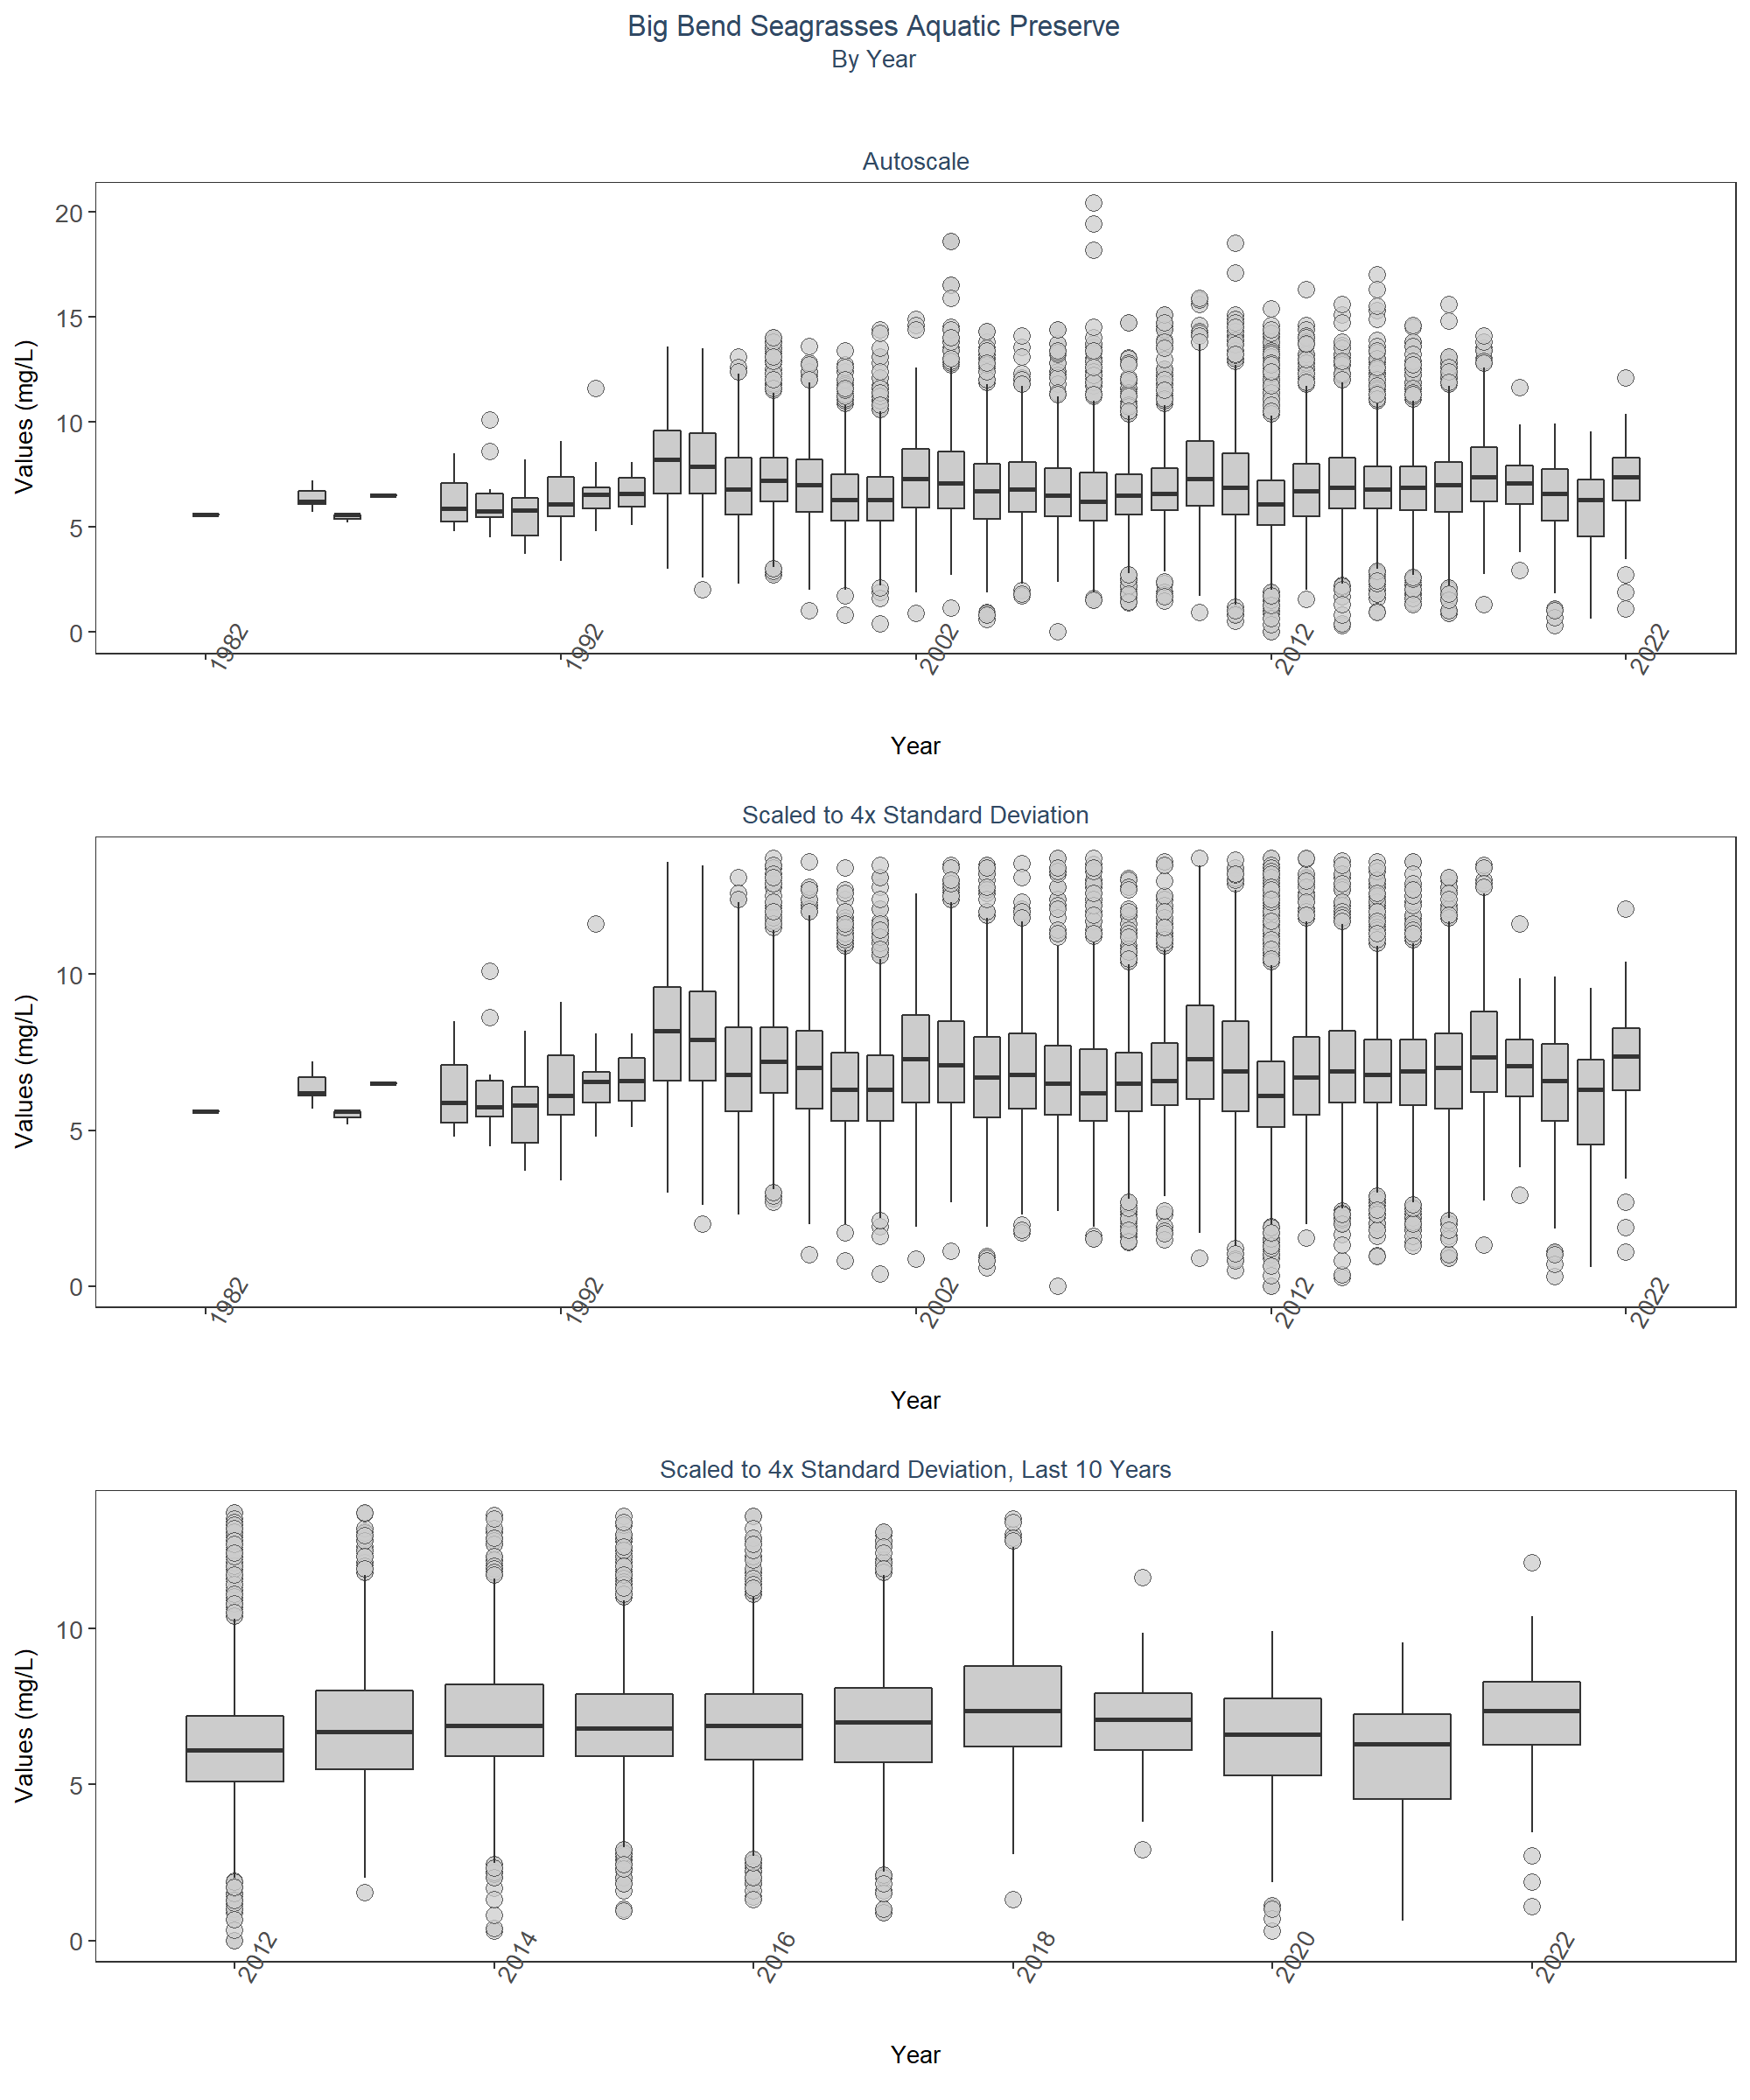 Big Bend Seagrasses Aquatic Preserve
By Year
Autoscale
Values (mg/L)
20
15
10
5
0
1982
1992
2002
2012
2022
Year
Scaled to 4x Standard Deviation
Values (mg/L)
10
5
0
1982
1992
2002
2012
2022
Year
Scaled to 4x Standard Deviation, Last 10 Years
Values (mg/L)
10
5
0
2012
2014
2016
2018
2020
2022
Year